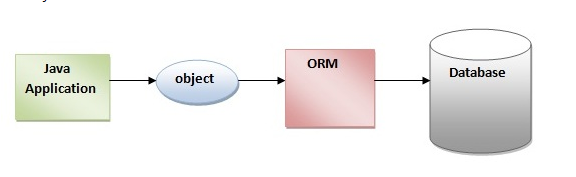 Java
Application
object
ORM
Database